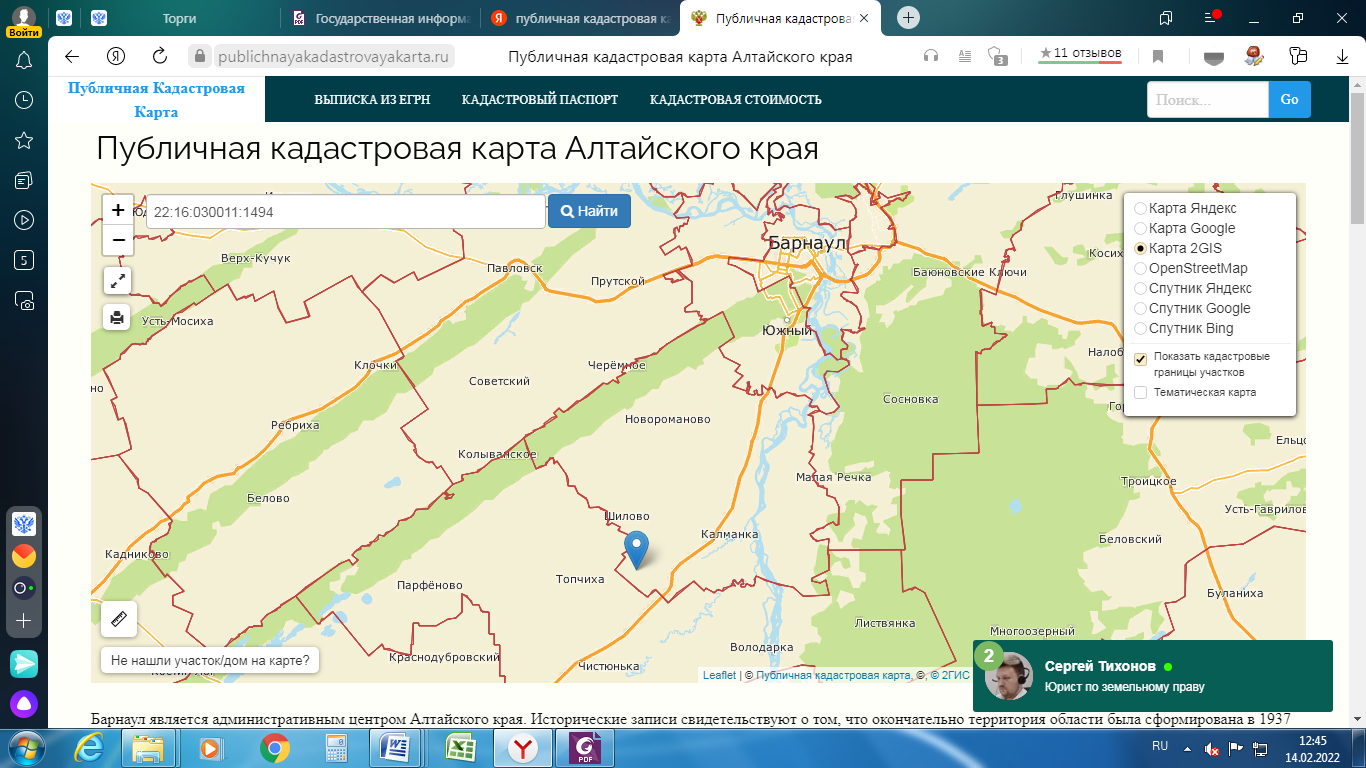 Войти
Торги
Государственная информа
публичная кадастровая ка
Публичная кадастрова
publichnayakadastrovayakarta.ru
Публичная кадастровая карта Алтайского края
3
★11 отзывов
Публичная Кадастровая
Карта
ВЫПИСКА ИЗ ЕГРН
КАДАСТРОВЫЙ ПАСПОРТ
КАДАСТРОВАЯ СТОИМОСТЬ
Поиск...
Go
Публичная кадастровая карта Алтайского края
+
−
22:16:030011:1494
Найти
Карта Яндекс
Карта Google
Карта 2GIS
OpenStreetMap
Спутник Яндекс
Спутник Google
Спутник Bing
Показать кадастровые
границы участков
Тематическая карта
Глушинка
Барнаул
Верх-Кучук
Павловск
Прутской
Баюновские Ключи
Усть-Мосиха
Южный
Клочки
Черёмное
Советский
Сосновка
Новоромановo
Ребриха
Колыванское
Малая Речка
Троицкое
Белово
Шилово
Калманка
Беловский
Кадниково
Топчиха
Парфёново
Буланиха
Листвянка
Многоозерный
Володарка
Краснодубровский
Чистюнька
Не нашли участок/дом на карте?
Leaflet | © Публичная кадастровая карта, ©, © 2ГИС
2
Сергей Тихонов
Юрист по земельному праву
Барнаул является административным центром Алтайского края. Исторические записи свидетельствуют о том, что окончательно территория области была сформирована в 1937
5
RU
12:45
14.02.2022